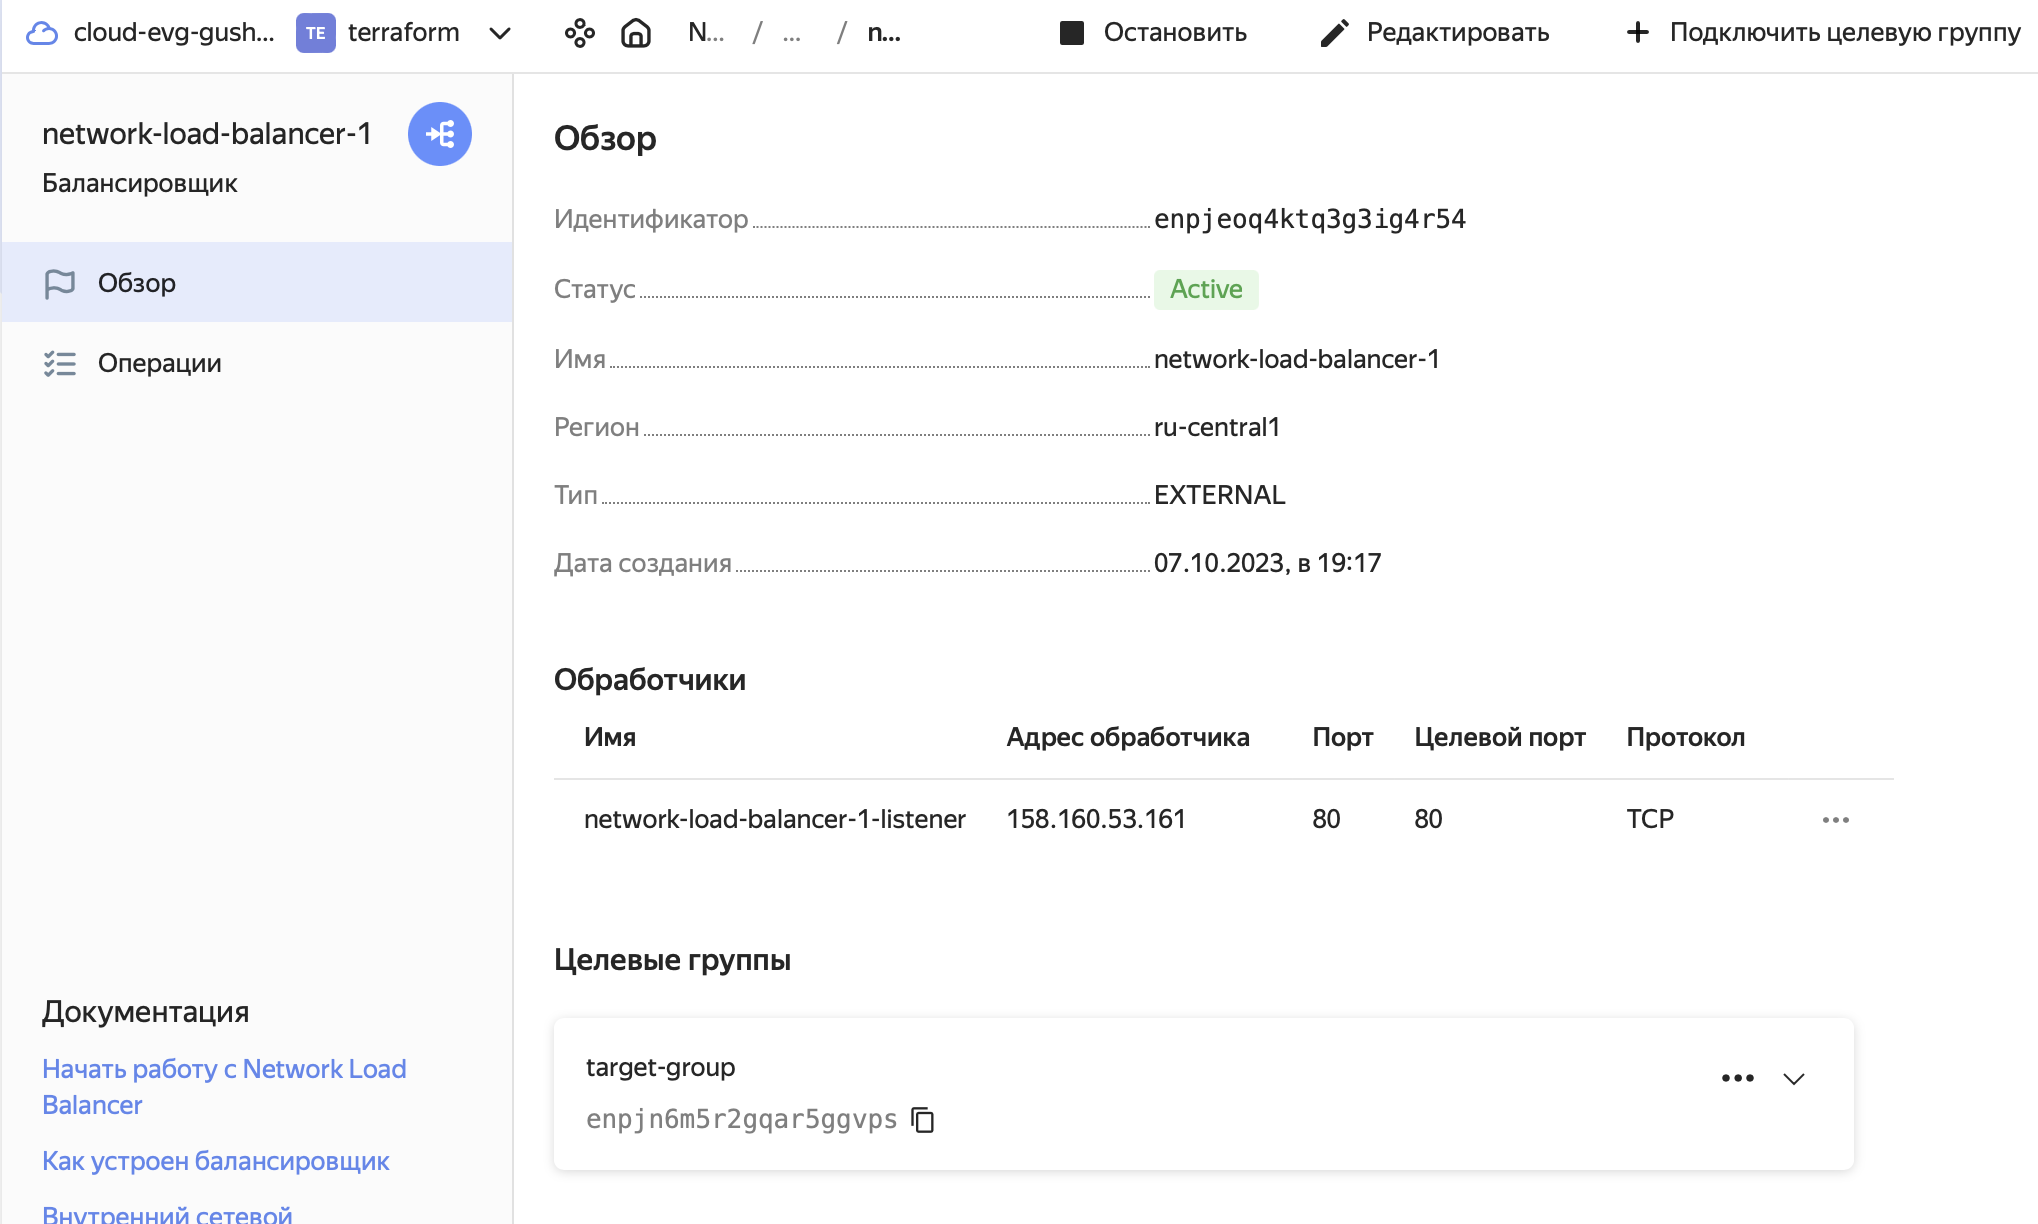 cloud-evg-gush... TE terraform N... / ... / n... Остановить Редактировать + Подключить целевую группу
network-load-balancer-1
Балансировщик
Обзор
Операции
Документация
Начать работу с Network Load
Balancer
Как устроен балансировщик
Внутренний сетевой
Обзор
Идентификатор enpjeoq4ktq3g3ig4r54
Статус Active
Имя network-load-balancer-1
Регион ru-central1
Тип EXTERNAL
Дата создания 07.10.2023, в 19:17
Обработчики
Имя Адрес обработчика Порт Целевой порт Протокол
network-load-balancer-1-listener 158.160.53.161 80 80 TCP
Целевые группы
target-group
enpjn6m5r2gqar5ggvps